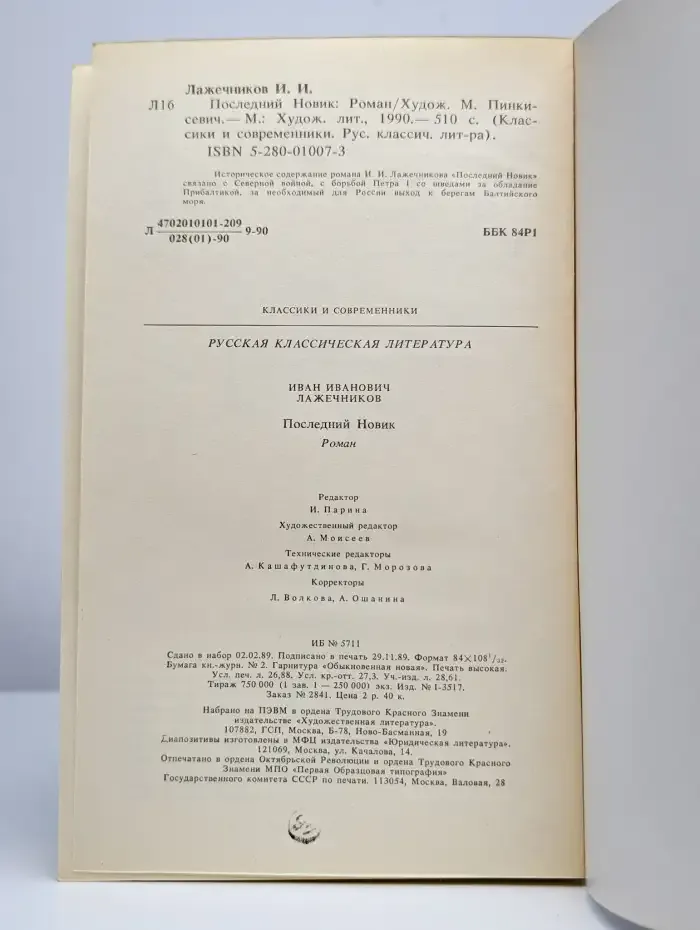 Лажечников И. И.
Л16 Последний Новик: Роман/Худож. М. Пинки-
севич.— М.: Худож. лит., 1990.— 510 с. (Клас-
сики и современники. Рус. классич. лит-ра).
ISBN 5-280-01007-3
Историческое содержание романа И. И. Лажечникова «Последний Новик»
связано с Северной войной, с борьбой Петра I со шведами за обладание
Прибалтикой, за необходимый для России выход к берегам Балтийского
моря.
Л 4702010101-209 9-90 ББК 84Р1
028(01)-90
КЛАССИКИ И СОВРЕМЕННИКИ
РУССКАЯ КЛАССИЧЕСКАЯ ЛИТЕРАТУРА
ИВАН ИВАНОВИЧ
ЛАЖЕЧНИКОВ
Последний Новик
Роман
Редактор
И. Парина
Художественный редактор
А. Моисеев
Технические редакторы
А. Кашафутдинова, Г. Морозова
Корректоры
Л. Волкова, А. Ошанина
ИБ № 5711
Сдано в набор 02.02.89. Подписано в печать 29.11.89. Формат 84×108¹/₃₂.
Бумага кн.-журн. № 2. Гарнитура «Обыкновенная новая». Печать высокая.
Усл. печ. л. 26,88. Усл. кр.-отт. 27,3. Уч.-изд. л. 28,61.
Тираж 750 000 (1 зав. 1 — 250 000) экз. Изд. № I-3517.
Заказ № 2841. Цена 2 р. 40 к.
Набрано на ПЭВМ в ордена Трудового Красного Знамени
издательстве «Художественная литература».
107882, ГСП, Москва, Б-78, Ново-Басманная, 19
Диапозитивы изготовлены в МФЦ издательства «Юридическая литература».
121069, Москва, ул. Качалова, 14.
Отпечатано в ордена Октябрьской Революции и ордена Трудового Красного
Знамени МПО «Первая Образцовая типография»
Государственного комитета СССР по печати. 113054, Москва, Валовая, 28